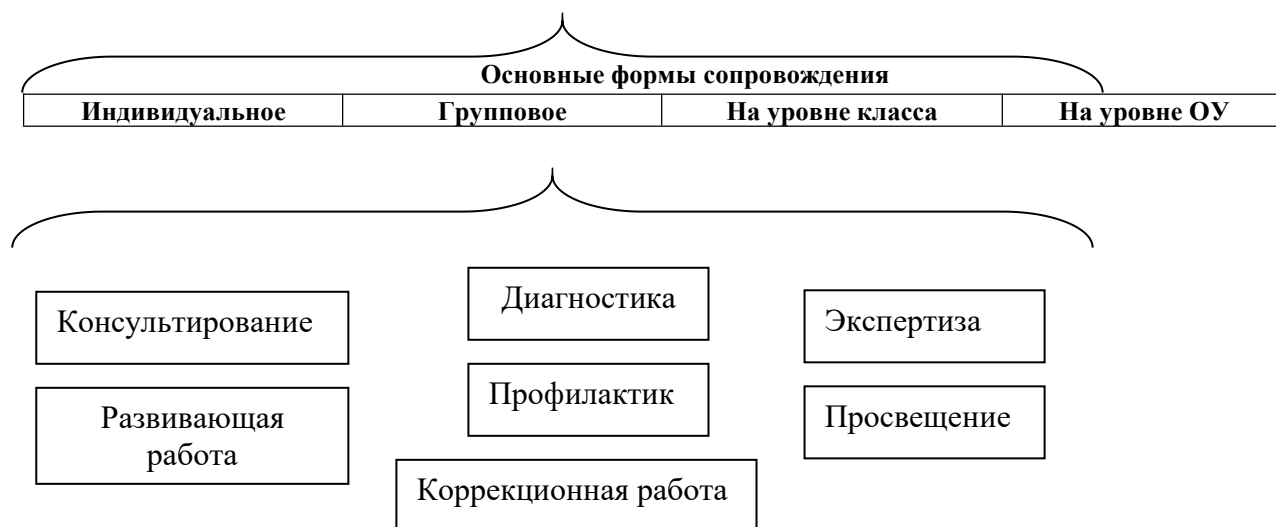 Основные формы сопровождения
Индивидуальное Групповое На уровне класса На уровне ОУ
Консультирование
Диагностика
Экспертиза
Развивающая
работа
Профилактик
Просвещение
Коррекционная работа